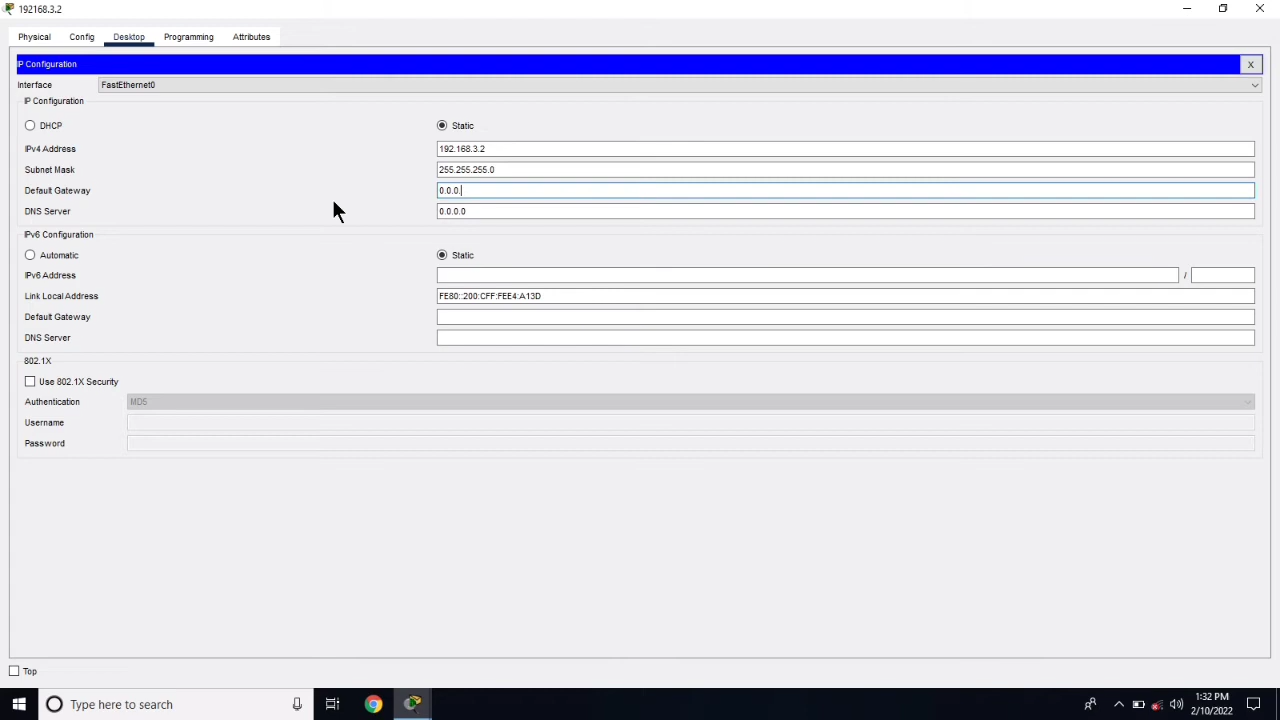 192168.3.2
Physical Config Desktop Programming Attributes
IP Configuration X
Interface FastEthernet0
IP Configuration
DHCP Static
IPv4 Address 192.168.3.2
Subnet Mask 255.255.255.0
Default Gateway 0.0.0.
DNS Server 0.0.0.0
IPv6 Configuration
Automatic Static
IPv6 Address /
Link Local Address FE80::200:CFF:FEE4:A13D
Default Gateway
DNS Server
802.1X
Use 802.1X Security
Authentication MD5
Username
Password
Top
Type here to search
1:32 PM
2/10/2022